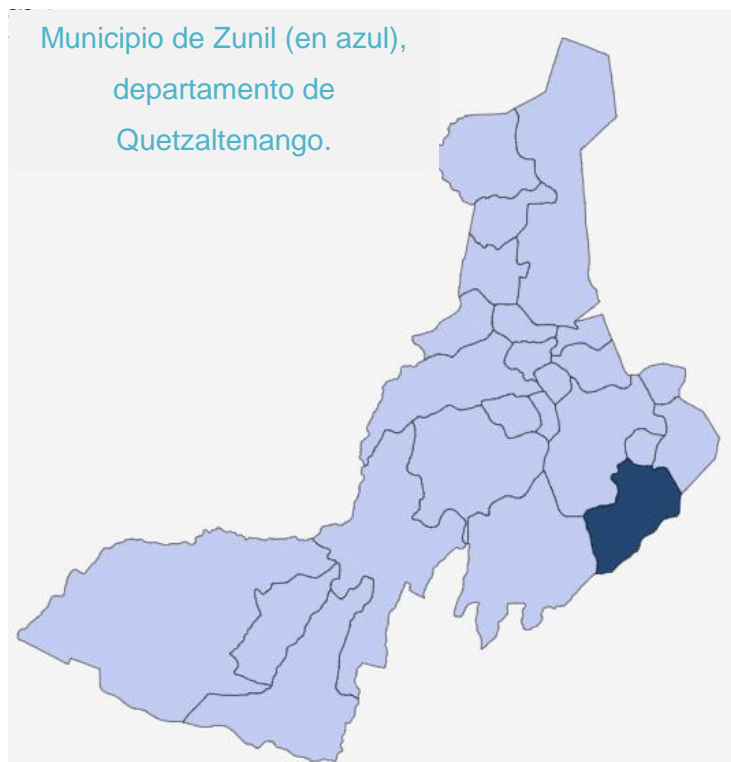 Municipio de Zunil (en azul),
departamento de
Quetzaltenango.